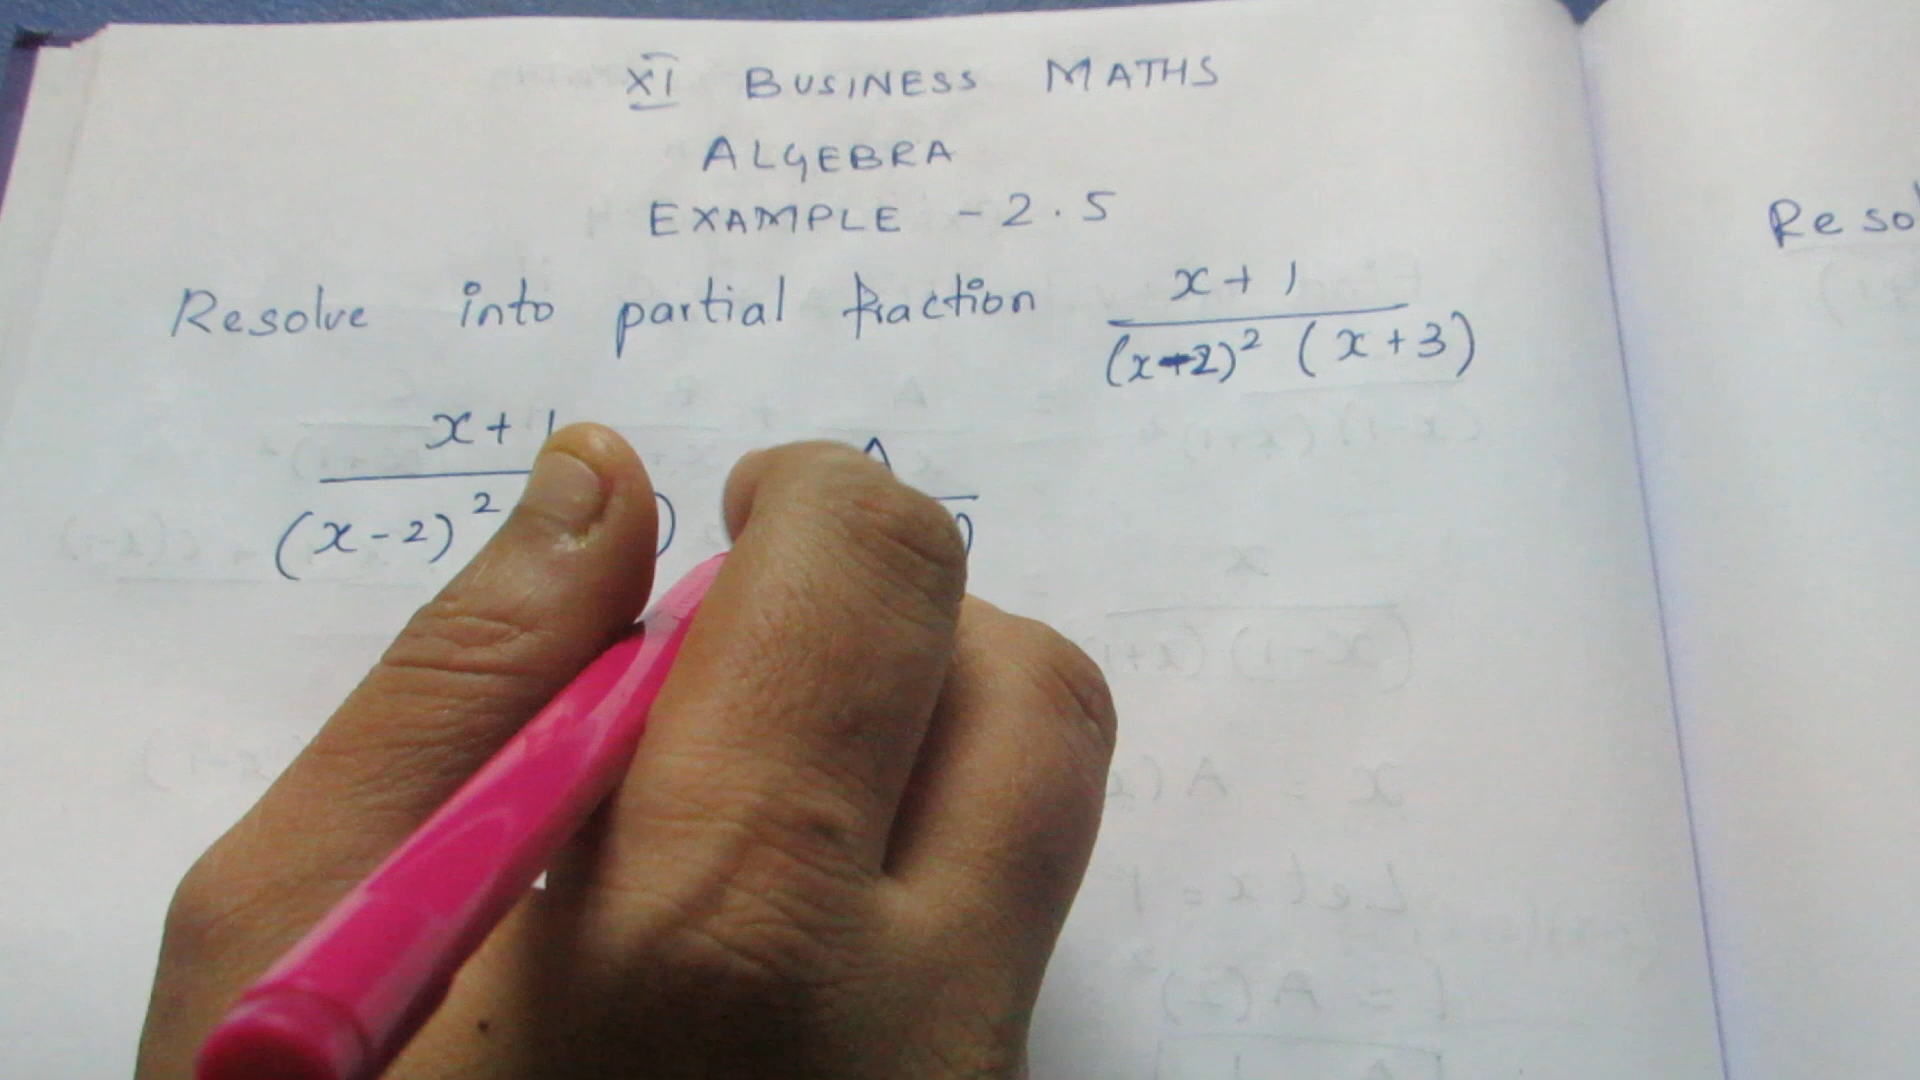 XI BUSINESS MATHS
ALGEBRA
EXAMPLE - 2.5
Resolve into partial fraction x+1
(x-2)² (x+3)
x+1 A
(x-2)² ) )
Reso